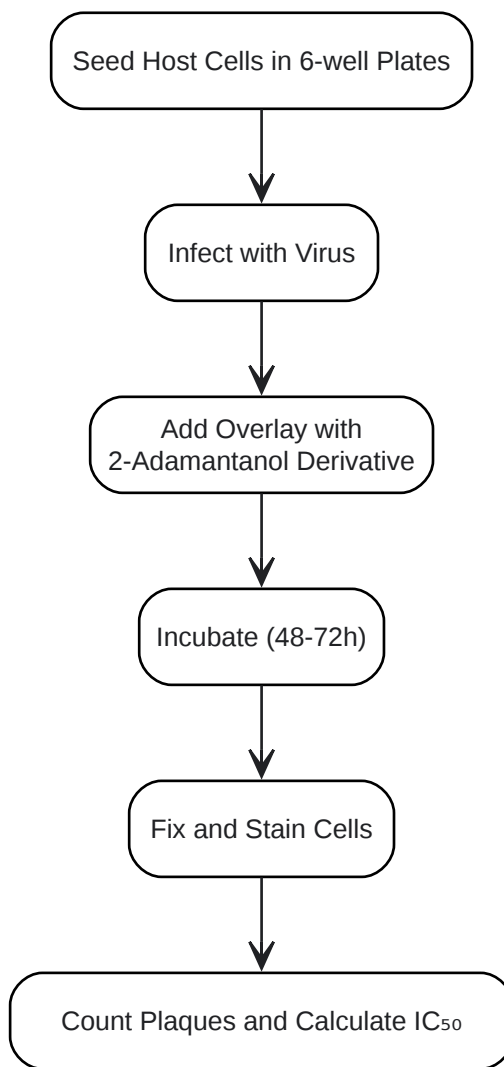 Seed Host Cells in 6-well Plates
Infect with Virus
Add Overlay with
2-Adamantanol Derivative
Incubate (48-72h)
Fix and Stain Cells
Count Plaques and Calculate IC₅₀